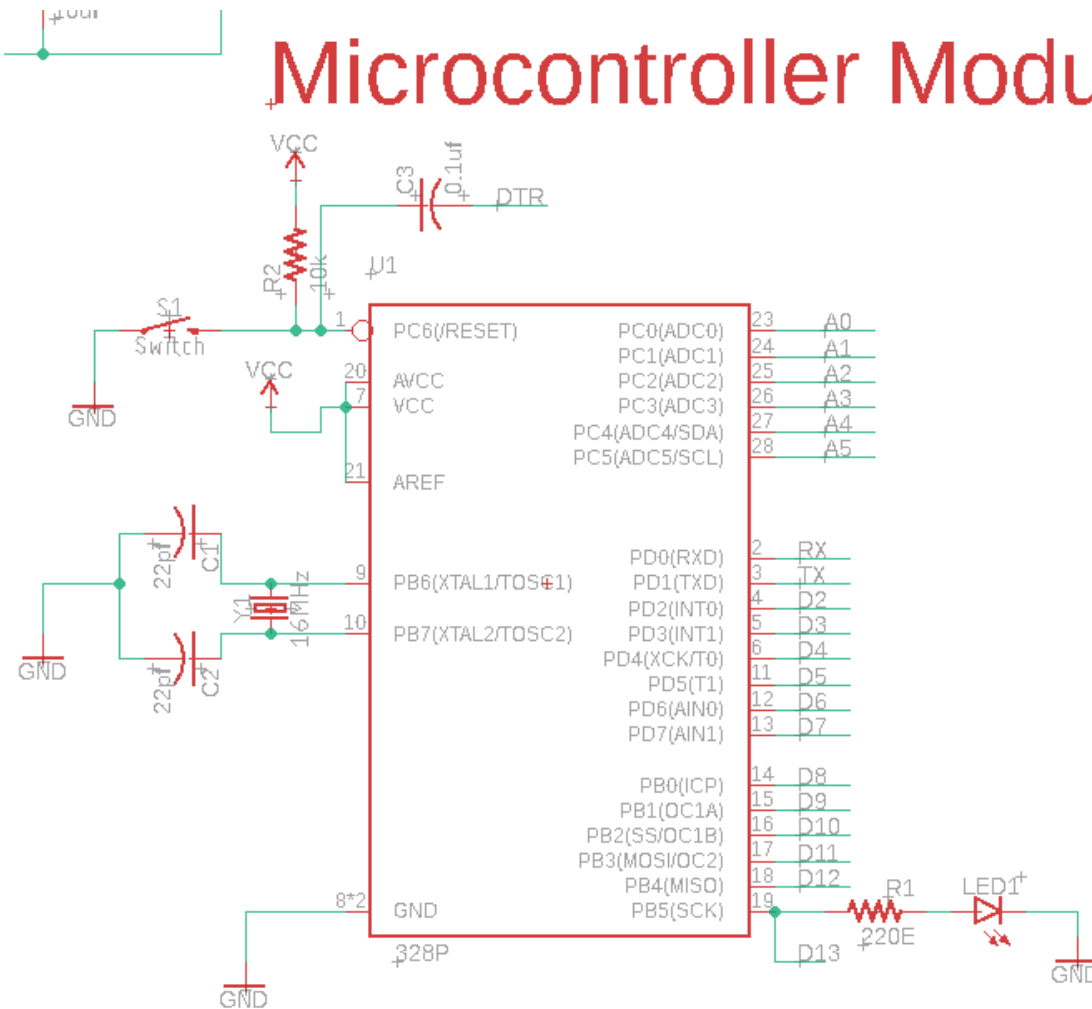 10uf
Microcontroller Modu
VCC
C3
0.1uf
DTR
R2
10k
U1
S1
Switch
GND
VCC
1
PC6(/RESET)
20
AVCC
7
VCC
21
AREF
22pf
C1
9
PB6(XTAL1/TOSC1)
Y1
16MHz
10
PB7(XTAL2/TOSC2)
GND
22pf
C2
8*2
GND
GND
328P
PC0(ADC0) 23 A0
PC1(ADC1) 24 A1
PC2(ADC2) 25 A2
PC3(ADC3) 26 A3
PC4(ADC4/SDA) 27 A4
PC5(ADC5/SCL) 28 A5
PD0(RXD) 2 RX
PD1(TXD) 3 TX
PD2(INT0) 4 D2
PD3(INT1) 5 D3
PD4(XCK/T0) 6 D4
PD5(T1) 11 D5
PD6(AIN0) 12 D6
PD7(AIN1) 13 D7
PB0(ICP) 14 D8
PB1(OC1A) 15 D9
PB2(SS/OC1B) 16 D10
PB3(MOSI/OC2) 17 D11
PB4(MISO) 18 D12
PB5(SCK) 19
D13
R1
220E
LED1
GND